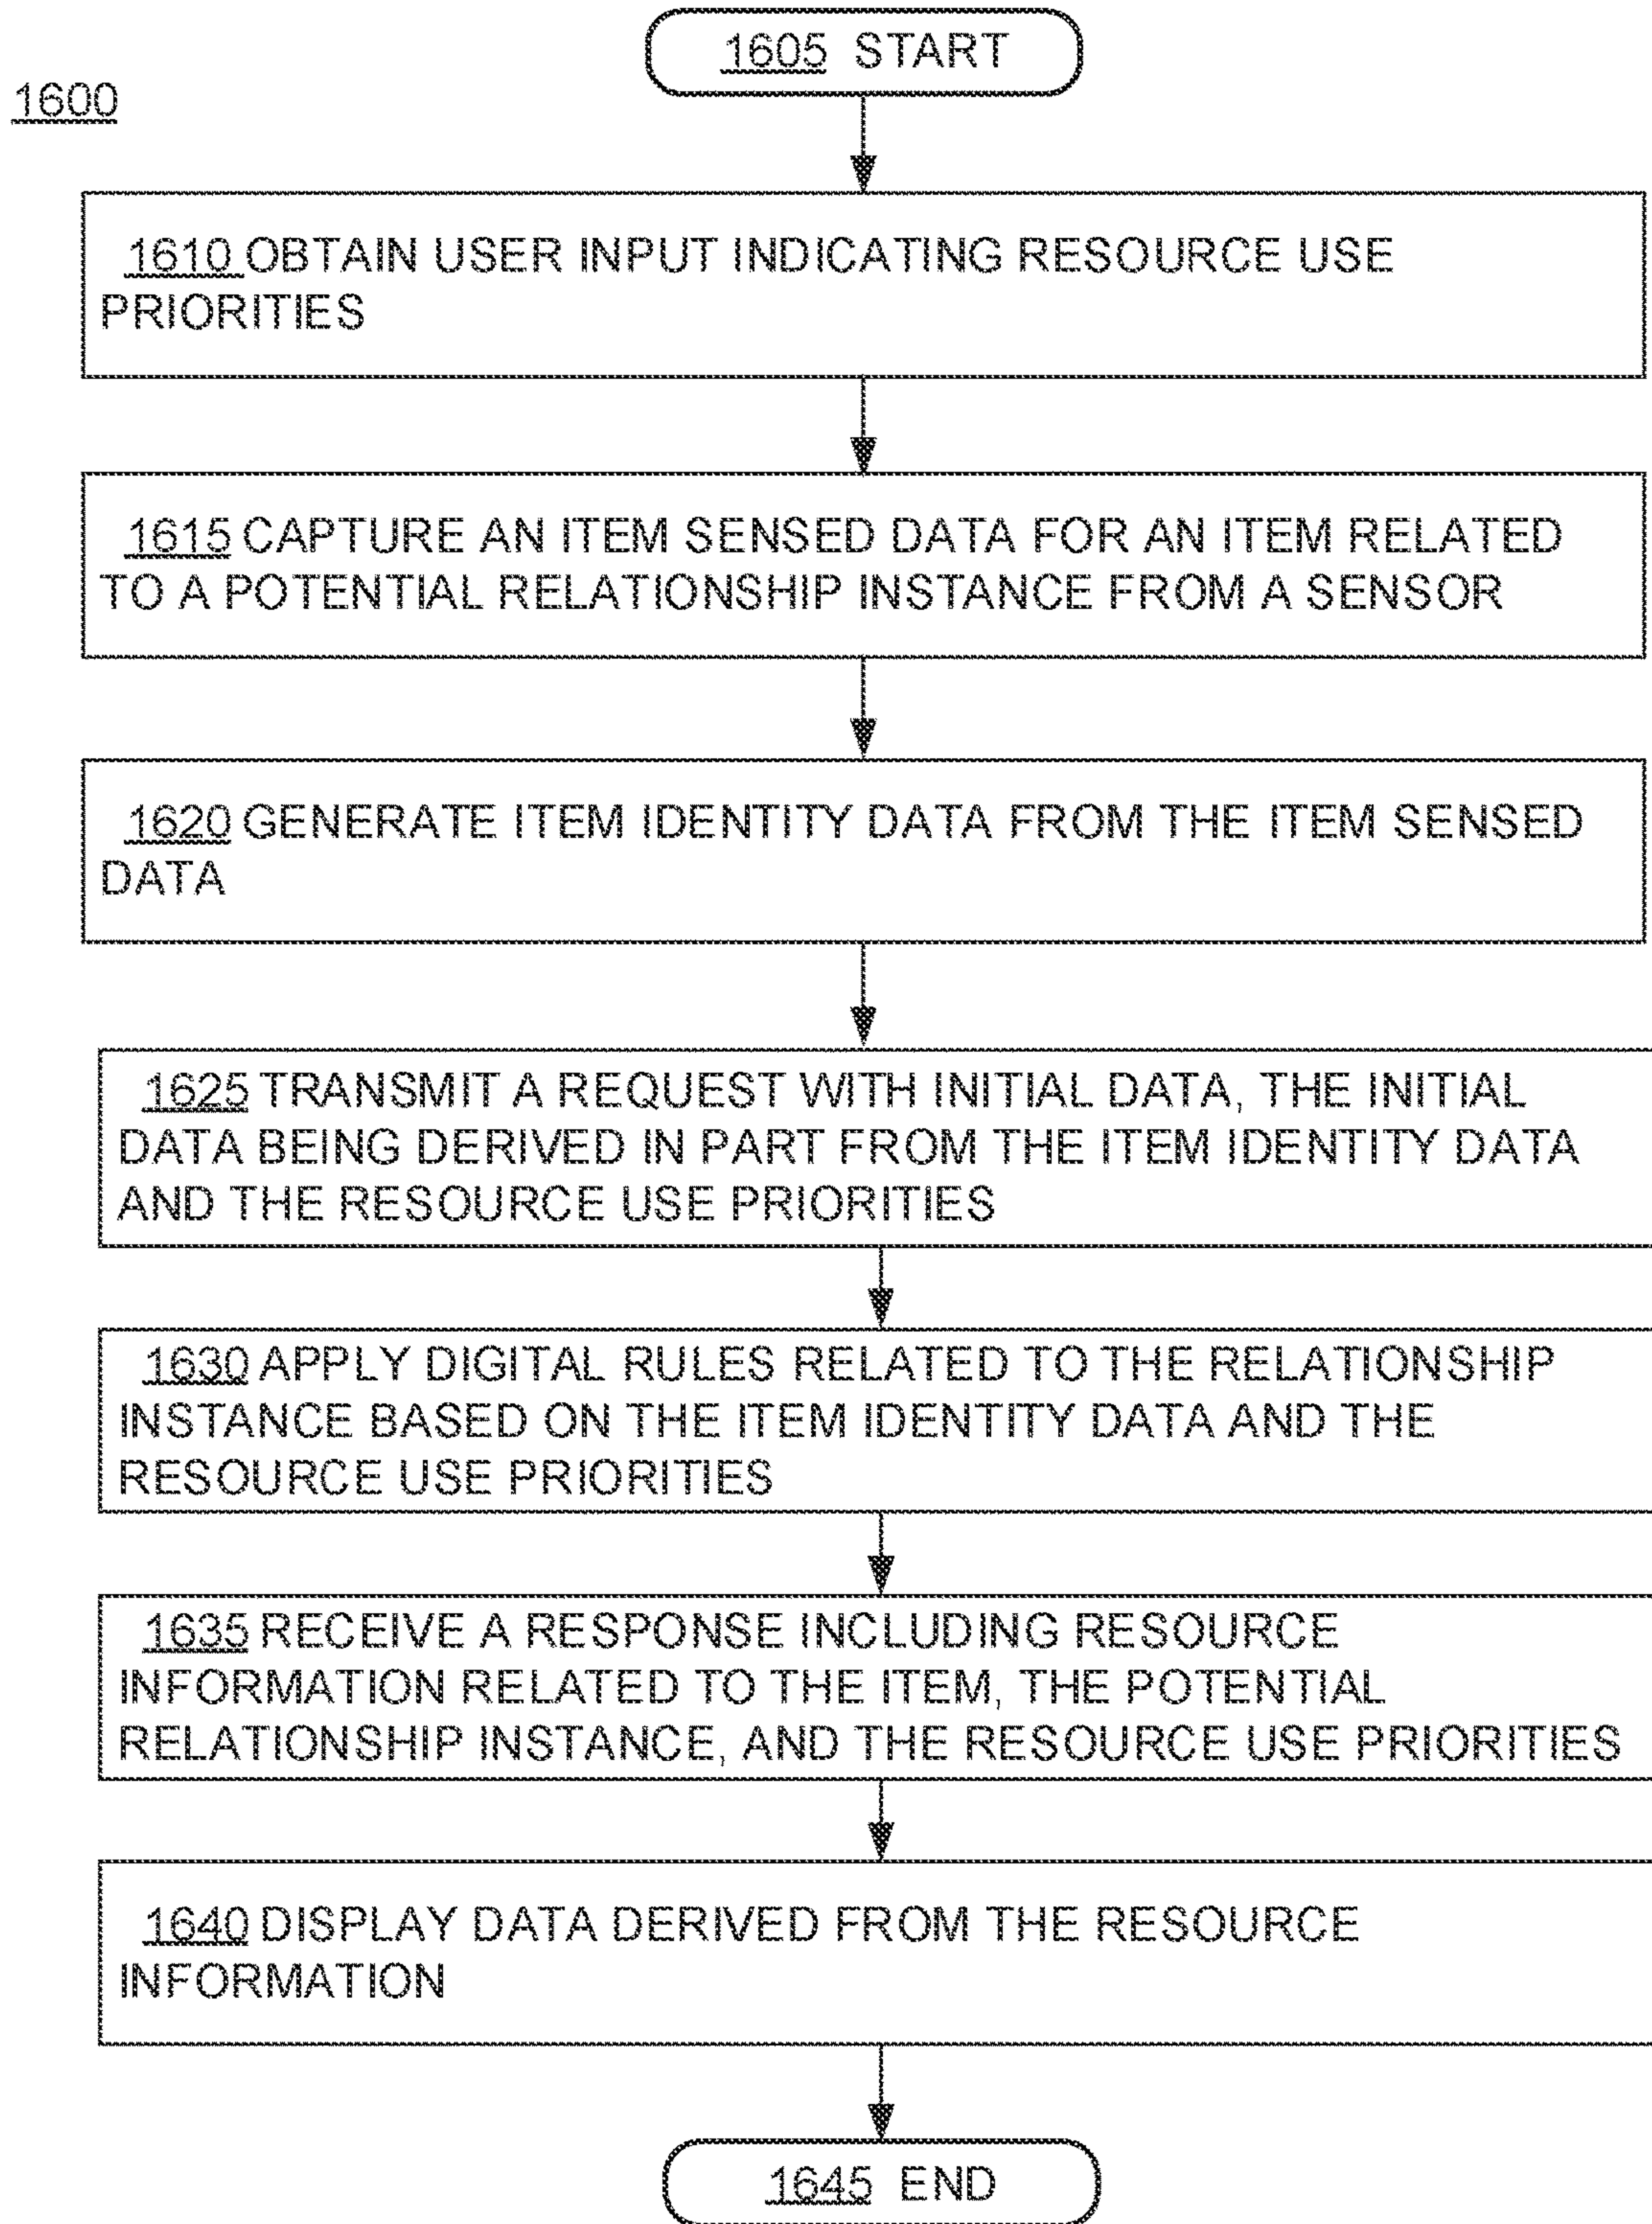 1605 START
1600
1610 OBTAIN USER INPUT INDICATING RESOURCE USE
PRIORITIES
1615 CAPTURE AN ITEM SENSED DATA FOR AN ITEM RELATED
TO A POTENTIAL RELATIONSHIP INSTANCE FROM A SENSOR
1620 GENERATE ITEM IDENTITY DATA FROM THE ITEM SENSED
DATA
1625 TRANSMIT A REQUEST WITH INITIAL DATA, THE INITIAL
DATA BEING DERIVED IN PART FROM THE ITEM IDENTITY DATA
AND THE RESOURCE USE PRIORITIES
1630 APPLY DIGITAL RULES RELATED TO THE RELATIONSHIP
INSTANCE BASED ON THE ITEM IDENTITY DATA AND THE
RESOURCE USE PRIORITIES
1635 RECEIVE A RESPONSE INCLUDING RESOURCE
INFORMATION RELATED TO THE ITEM, THE POTENTIAL
RELATIONSHIP INSTANCE, AND THE RESOURCE USE PRIORITIES
1640 DISPLAY DATA DERIVED FROM THE RESOURCE
INFORMATION
1645 END